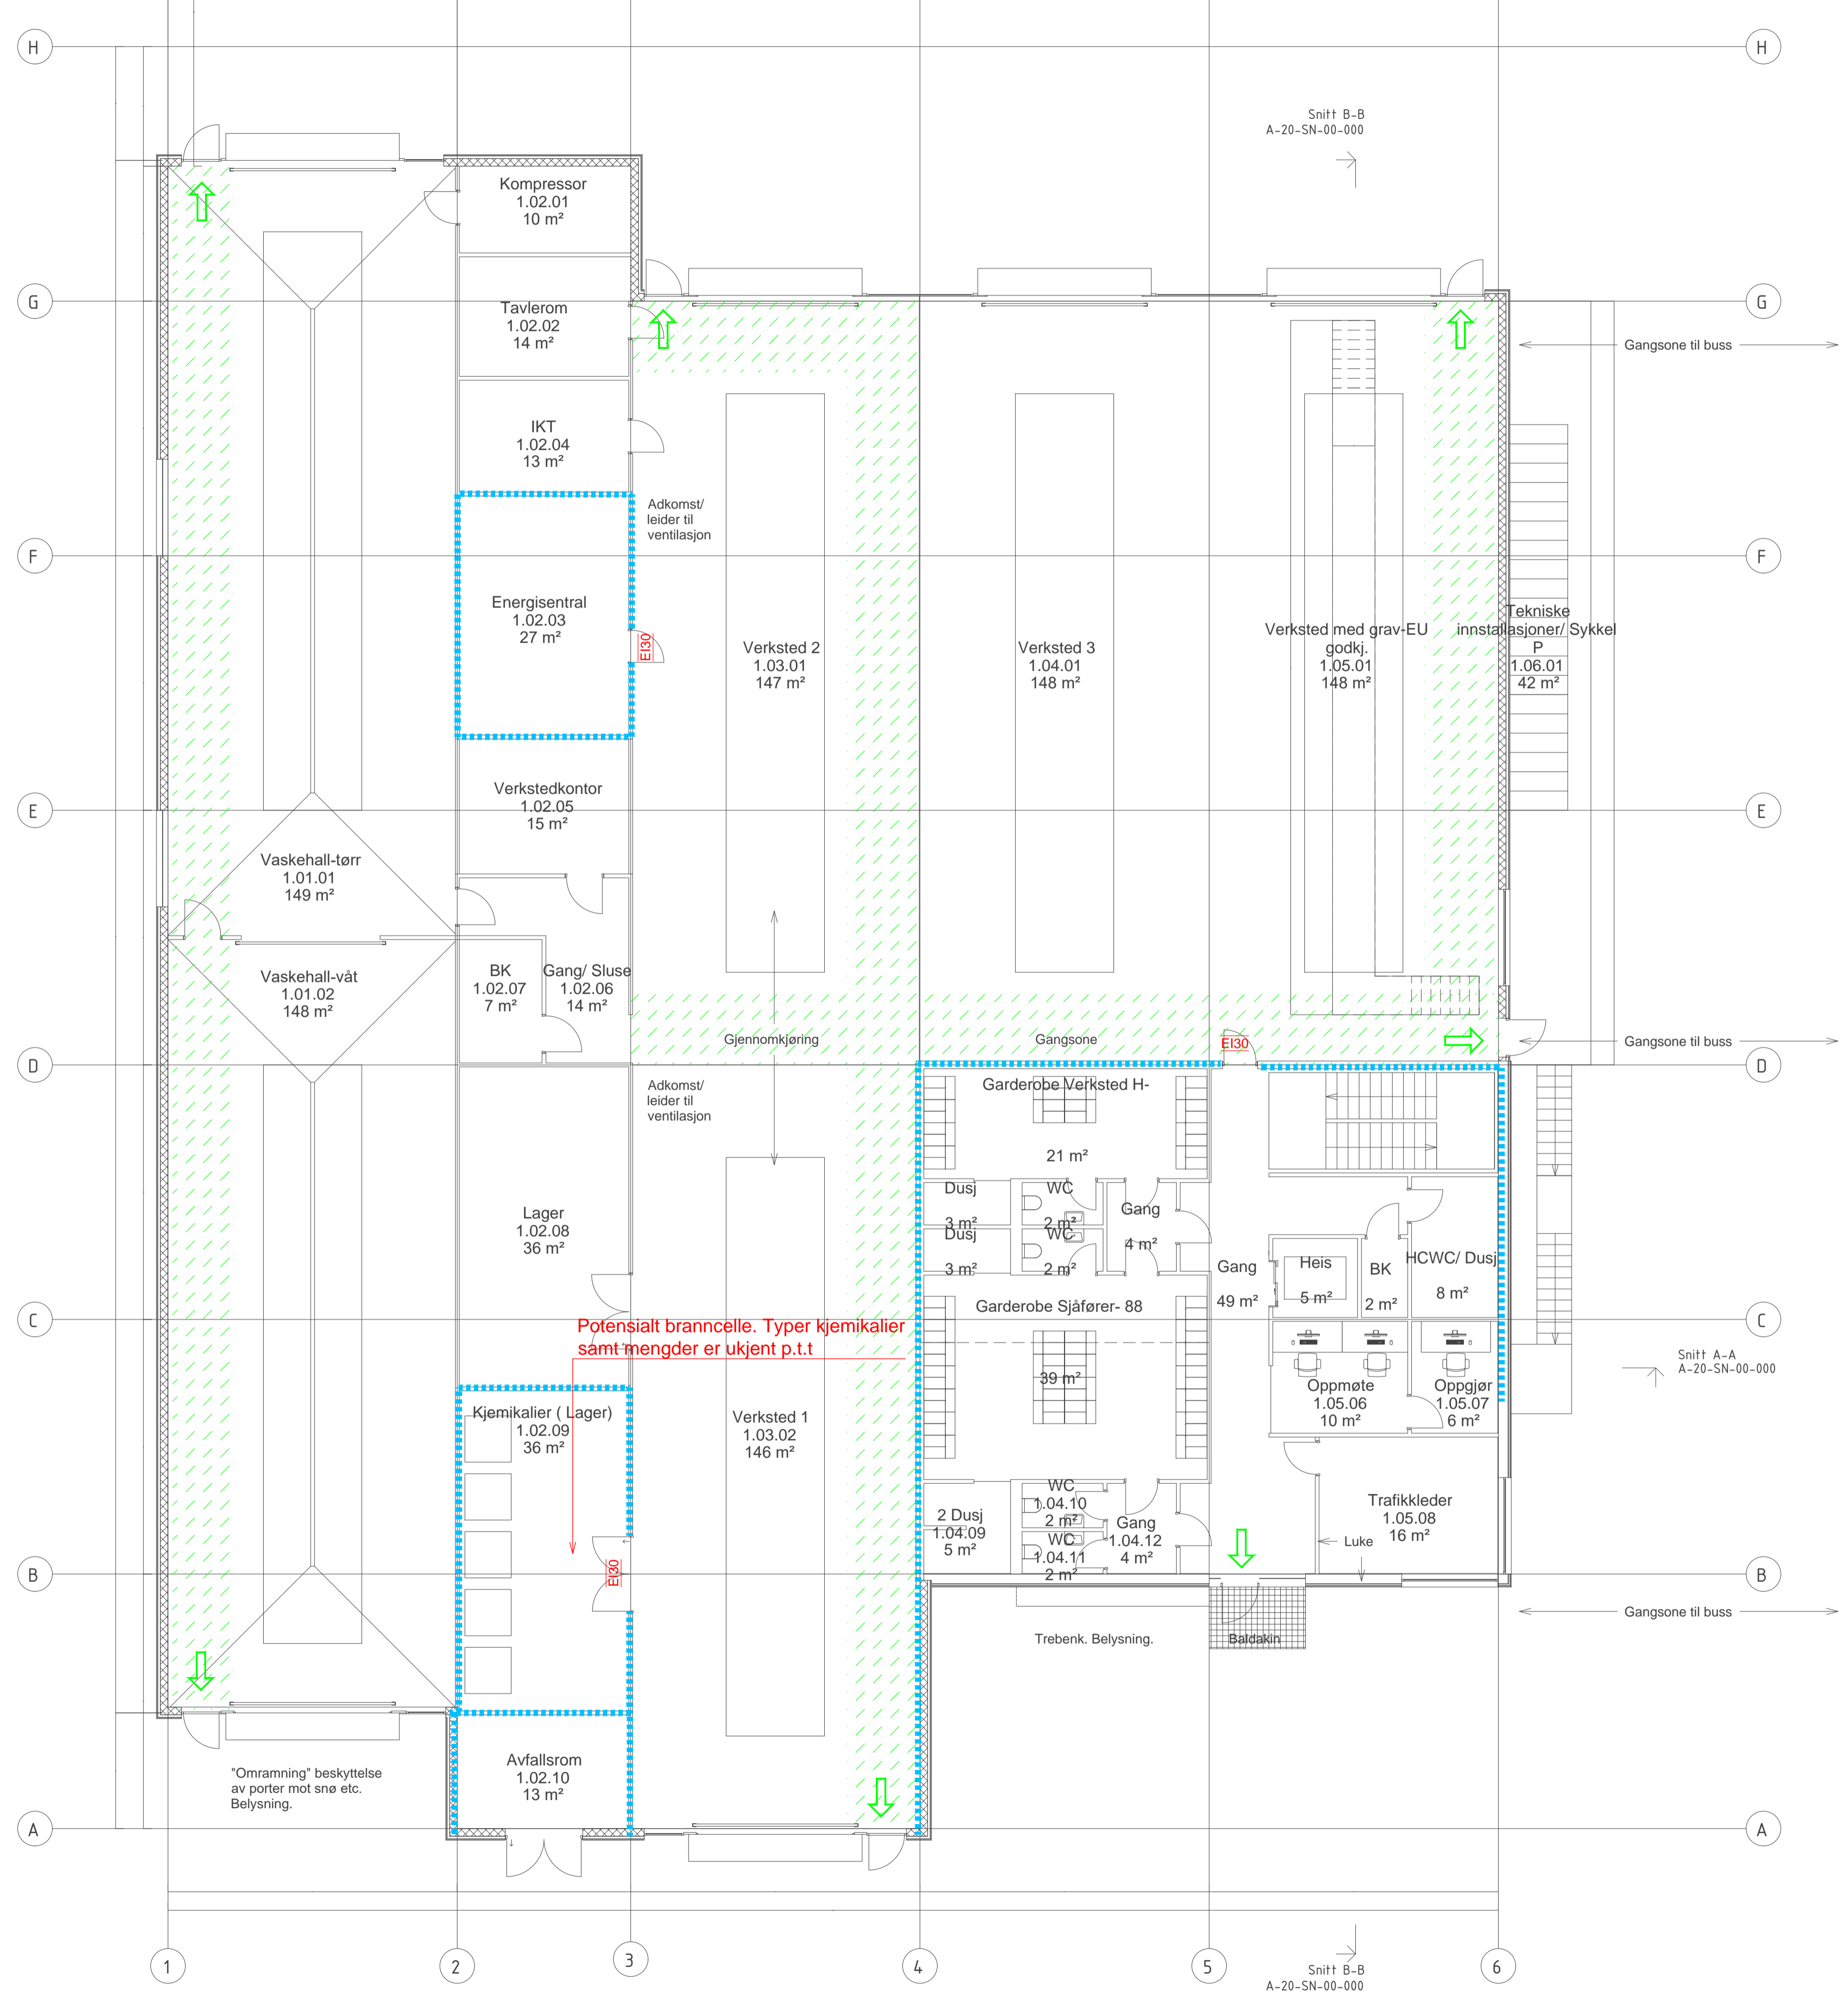 H
H
Snitt B-B
A-20-SN-00-000
Kompressor
1.02.01
10 m²
G
G
Tavlerom
1.02.02
14 m²
Gangsone til buss
IKT
1.02.04
13 m²
Adkomst/
leider til
ventilasjon
F
F
Energisentral
1.02.03
27 m²
EI30
Verksted 2
1.03.01
147 m²
Verksted 3
1.04.01
148 m²
Verksted med grav-EU
godkj.
1.05.01
148 m²
Tekniske
innstallasjoner/ Sykkel
P
1.06.01
42 m²
Verkstedkontor
1.02.05
15 m²
E
E
Vaskehall-tørr
1.01.01
149 m²
Vaskehall-våt
1.01.02
148 m²
BK
1.02.07
7 m²
Gang/ Sluse
1.02.06
14 m²
Gjennomkjøring
Gangsone
EI30
Gangsone til buss
D
D
Adkomst/
leider til
ventilasjon
Garderobe Verksted H-
21 m²
Dusj
3 m²
WC
2 m²
Dusj
3 m²
WC
2 m²
Gang
4 m²
Lager
1.02.08
36 m²
Gang
49 m²
Heis
5 m²
BK
2 m²
HCWC/ Dusj
8 m²
Garderobe Sjåfører- 88
39 m²
C
C
Potensialt branncelle. Typer kjemikalier
samt mengder er ukjent p.t.t
Snitt A-A
A-20-SN-00-000
Oppmøte
1.05.06
10 m²
Oppgjør
1.05.07
6 m²
Kjemikalier ( Lager)
1.02.09
36 m²
Verksted 1
1.03.02
146 m²
WC
1.04.10
2 m²
2 Dusj
1.04.09
5 m²
WC
1.04.11
2 m²
Gang
1.04.12
4 m²
Trafikkleder
1.05.08
16 m²
Luke
EI30
B
B
Gangsone til buss
Trebenk. Belysning.
Baldakin
Avfallsrom
1.02.10
13 m²
"Omramning" beskyttelse
av porter mot snø etc.
Belysning.
A
A
1
2
3
4
5
6
Snitt B-B
A-20-SN-00-000